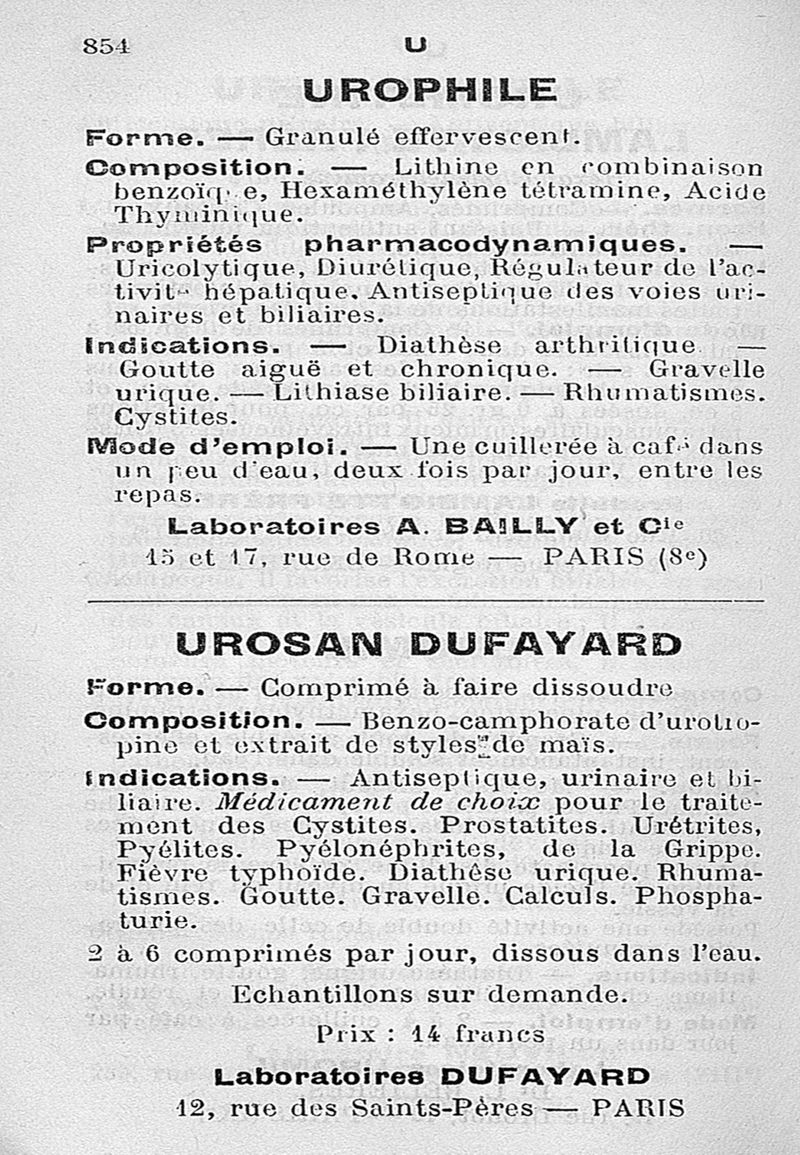 854
U
UROPHILE
Forme. — Granulé effervescent.
Composition. — Lithine en combinaison
benzoïque, Hexaméthylène tétramine, Acide
Thyminique.
Propriétés pharmacodynamiques. —
Uricolytique, Diurétique, Régulateur de l'ac-
tivité hépatique. Antiseptique des voies uri-
naires et biliaires.
Indications. — Diathèse arthritique. —
Goutte aiguë et chronique. — Gravelle
urique. — Lithiase biliaire. — Rhumatismes.
Cystites.
Mode d'emploi. — Une cuillerée à café dans
un peu d'eau, deux fois par jour, entre les
repas.
Laboratoires A. BAILLY et Cie
15 et 17, rue de Rome — PARIS (8e)
UROSAN DUFAYARD
Forme. — Comprimé à faire dissoudre
Composition. — Benzo-camphorate d'urotro-
pine et extrait de styles de maïs.
Indications. — Antiseptique, urinaire et bi-
liaire. Médicament de choix pour le traite-
ment des Cystites. Prostatites. Urétrites,
Pyélites. Pyélonéphrites, de la Grippe.
Fièvre typhoïde. Diathèse urique. Rhuma-
tismes. Goutte. Gravelle. Calculs. Phospha-
turie.
2 à 6 comprimés par jour, dissous dans l'eau.
Echantillons sur demande.
Prix : 14 francs
Laboratoires DUFAYARD
12, rue des Saints-Pères — PARIS